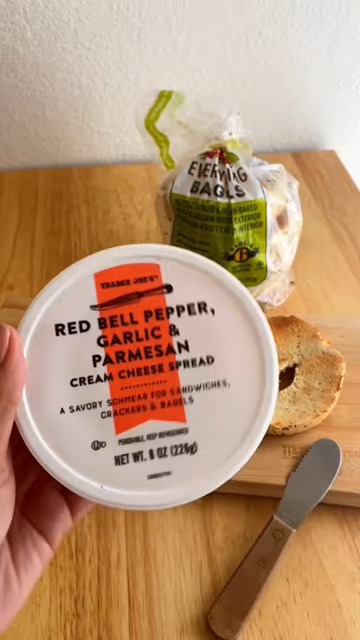 EVERYTHING
BAGELS
TRADER JOE'S
RED BELL PEPPER,
GARLIC &
PARMESAN
CREAM CHEESE SPREAD
A SAVORY SCHMEAR FOR SANDWICHES,
CRACKERS & BAGELS
PERISHABLE, KEEP REFRIGERATED
NET WT. 8 OZ (226g)